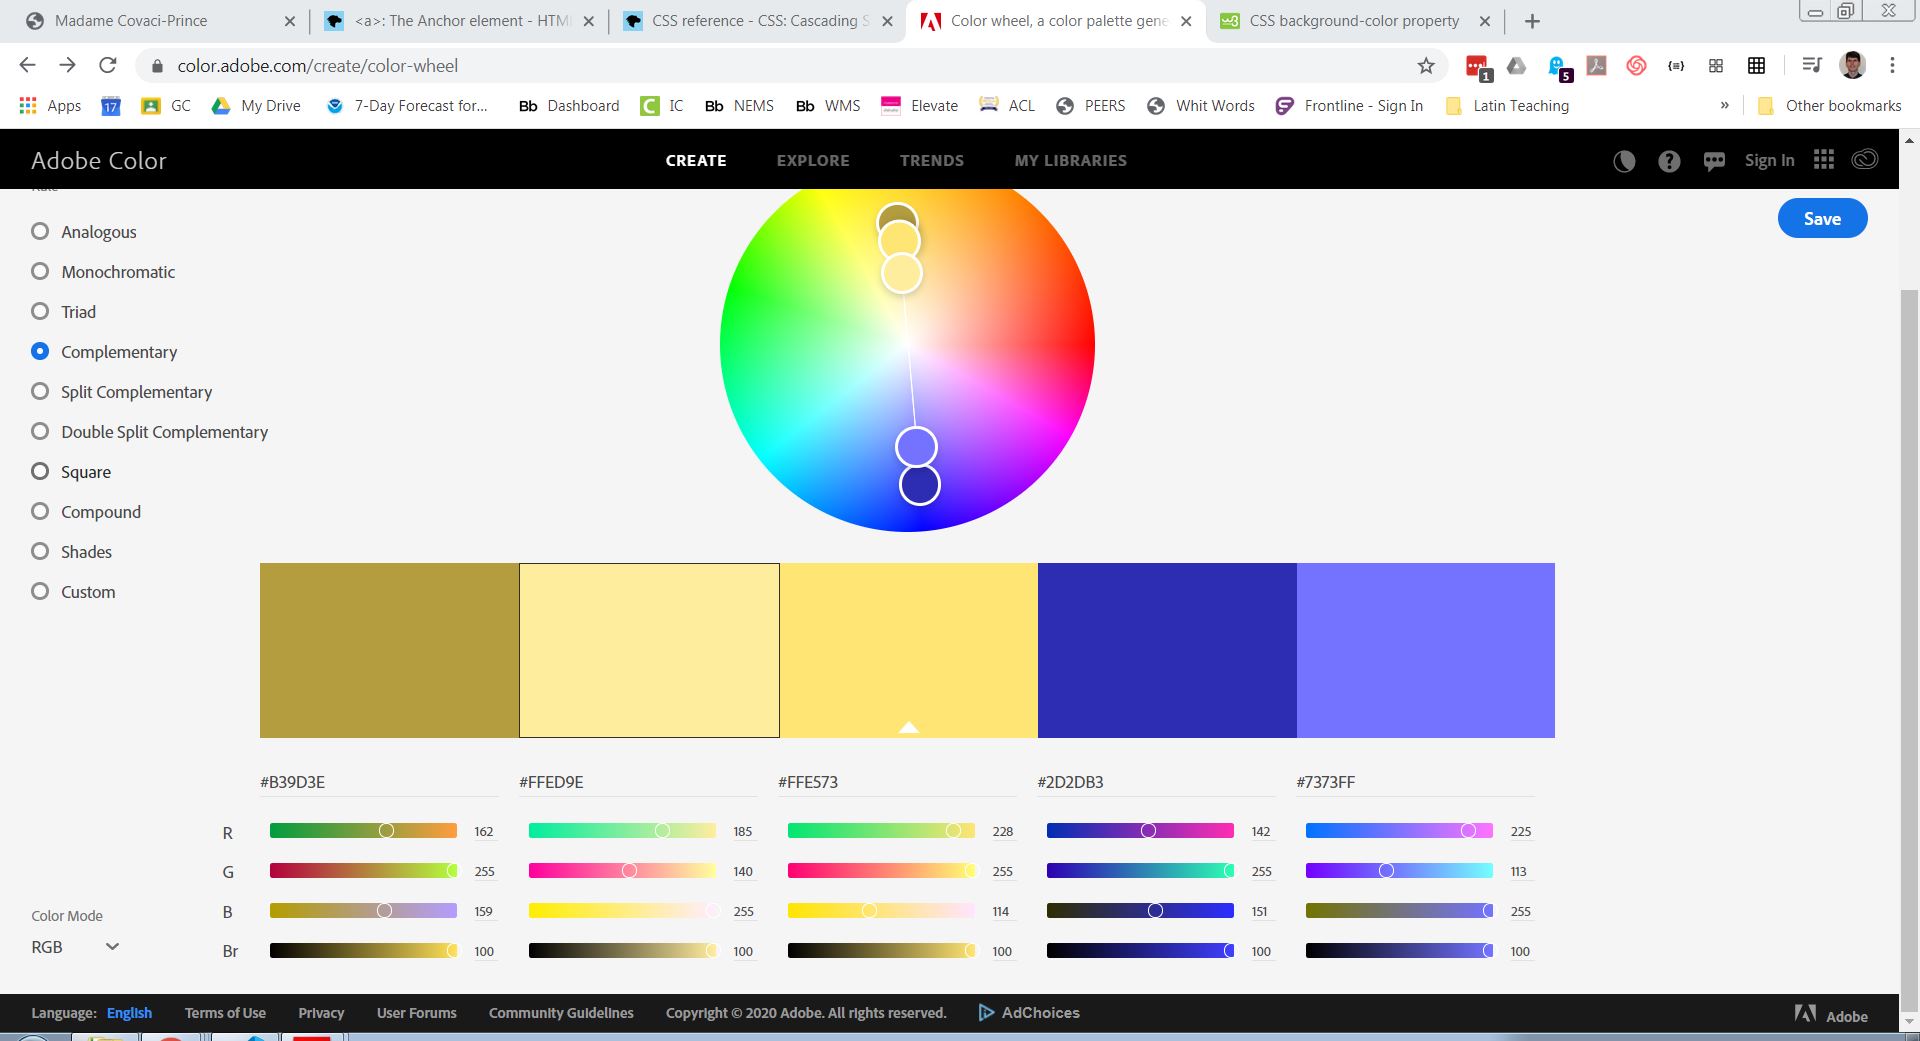 Madame Covaci-Prince
<a>: The Anchor element - HTM
CSS reference - CSS: Cascading S
Color wheel, a color palette gene
CSS background-color property
color.adobe.com/create/color-wheel
1
5
Apps
17
GC
My Drive
7-Day Forecast for...
Bb Dashboard
IC
Bb NEMS
Bb WMS
Elevate
ACL
PEERS
Whit Words
Frontline - Sign In
Latin Teaching
»
Other bookmarks
Adobe Color
CREATE
EXPLORE
TRENDS
MY LIBRARIES
Sign In
Save
Analogous
Monochromatic
Triad
Complementary
Split Complementary
Double Split Complementary
Square
Compound
Shades
Custom
#B39D3E
#FFED9E
#FFE573
#2D2DB3
#7373FF
R 162 185 228 142 225
G 255 140 255 255 113
B 159 255 114 151 255
Br 100 100 100 100 100
Color Mode
RGB
Language: English
Terms of Use
Privacy
User Forums
Community Guidelines
Copyright © 2020 Adobe. All rights reserved.
AdChoices
Adobe